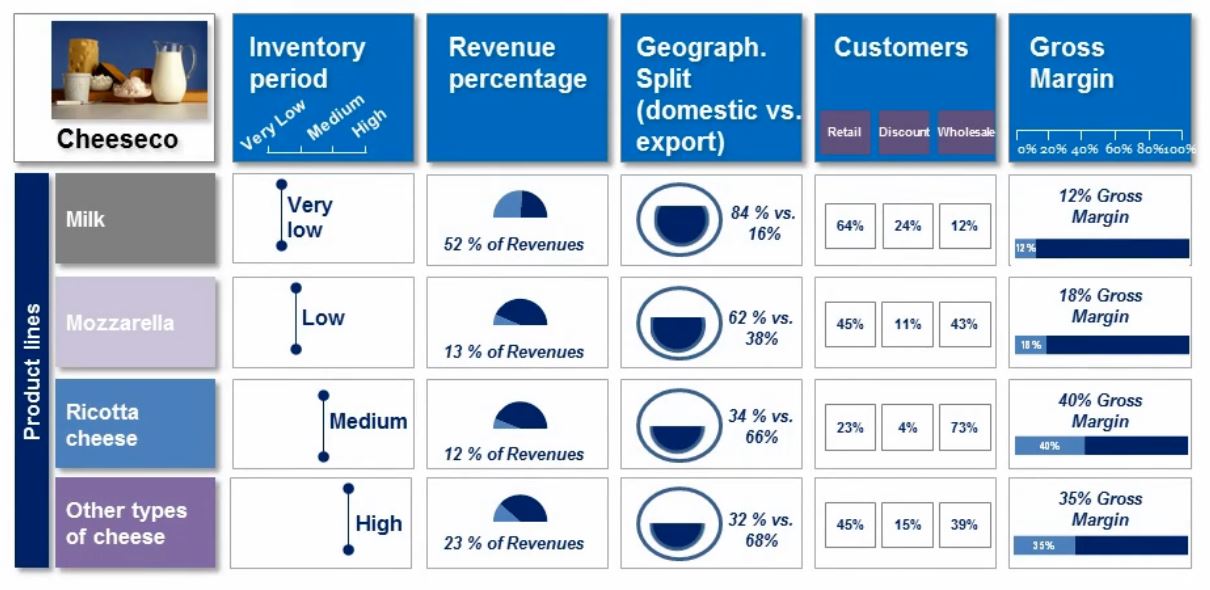 Cheeseco
Inventory
period
Very Low
Medium
High
Revenue
percentage
Geograph.
Split
(domestic vs.
export)
Customers
Retail
Discount
Wholesale
Gross
Margin
0% 20% 40% 60% 80%100%
Product lines
Milk
Very
low
52 % of Revenues
84 % vs.
16%
64%
24%
12%
12% Gross
Margin
12%
Mozzarella
Low
13 % of Revenues
62 % vs.
38%
45%
11%
43%
18% Gross
Margin
18%
Ricotta
cheese
Medium
12 % of Revenues
34 % vs.
66%
23%
4%
73%
40% Gross
Margin
40%
Other types
of cheese
High
23 % of Revenues
32 % vs.
68%
45%
15%
39%
35% Gross
Margin
35%